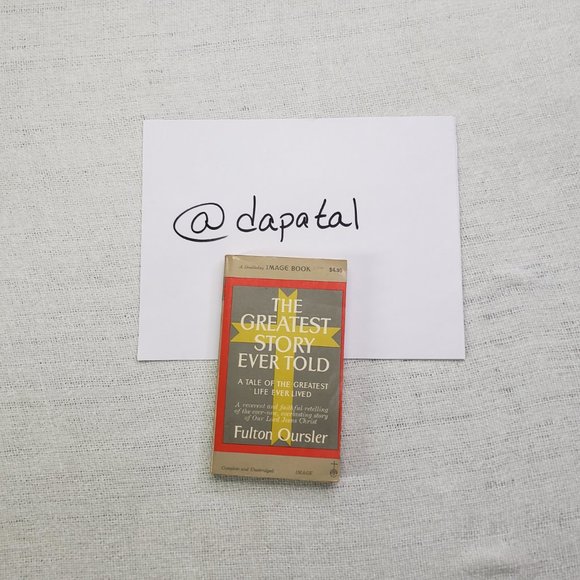 @dapatal
A Doubleday IMAGE BOOK $4.95
THE
GREATEST
STORY
EVER TOLD
A TALE OF THE GREATEST
LIFE EVER LIVED
A reverent and faithful retelling
of the ever-new, everlasting story
of Our Lord Jesus Christ
Fulton Oursler
Complete and Unabridged IMAGE